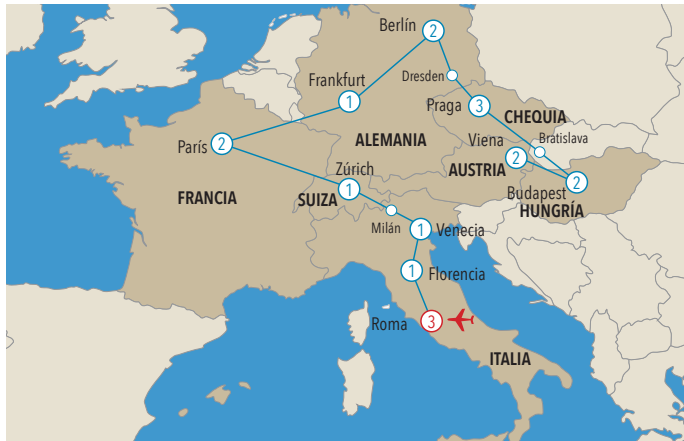 Berlín
2
Dresden
Frankfurt
1
Praga
3
CHEQUIA
París
2
ALEMANIA
Viena
2
Bratislava
Zúrich
1
AUSTRIA
Budapest
2
FRANCIA
SUIZA
HUNGRÍA
Milán
1
Venecia
1
Florencia
Roma
3
ITALIA